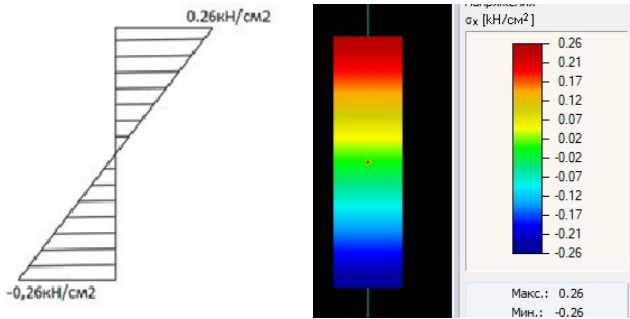 0.26кН/см2
-0,26кН/см2
Напряжения
σx [kН/см²]
0.26
0.21
0.17
0.12
0.07
0.02
-0.02
-0.07
-0.12
-0.17
-0.21
-0.26
Макс.: 0.26
Мин.: -0.26